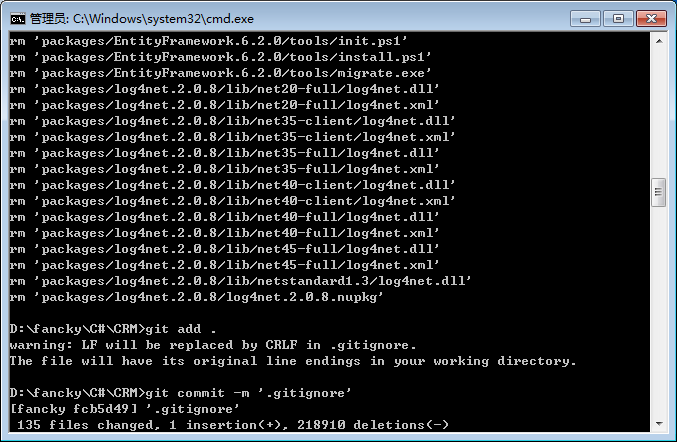 管理员: C:\Windows\system32\cmd.exe
rm 'packages/EntityFramework.6.2.0/tools/init.ps1'
rm 'packages/EntityFramework.6.2.0/tools/install.ps1'
rm 'packages/EntityFramework.6.2.0/tools/migrate.exe'
rm 'packages/log4net.2.0.8/lib/net20-full/log4net.dll'
rm 'packages/log4net.2.0.8/lib/net20-full/log4net.xml'
rm 'packages/log4net.2.0.8/lib/net35-client/log4net.dll'
rm 'packages/log4net.2.0.8/lib/net35-client/log4net.xml'
rm 'packages/log4net.2.0.8/lib/net35-full/log4net.dll'
rm 'packages/log4net.2.0.8/lib/net35-full/log4net.xml'
rm 'packages/log4net.2.0.8/lib/net40-client/log4net.dll'
rm 'packages/log4net.2.0.8/lib/net40-client/log4net.xml'
rm 'packages/log4net.2.0.8/lib/net40-full/log4net.dll'
rm 'packages/log4net.2.0.8/lib/net40-full/log4net.xml'
rm 'packages/log4net.2.0.8/lib/net45-full/log4net.dll'
rm 'packages/log4net.2.0.8/lib/net45-full/log4net.xml'
rm 'packages/log4net.2.0.8/lib/netstandard1.3/log4net.dll'
rm 'packages/log4net.2.0.8/log4net.2.0.8.nupkg'
D:\fancky\C#\CRM>git add .
warning: LF will be replaced by CRLF in .gitignore.
The file will have its original line endings in your working directory.
D:\fancky\C#\CRM>git commit -m '.gitignore'
[fancky fcb5d49] '.gitignore'
135 files changed, 1 insertion(+), 218910 deletions(-)